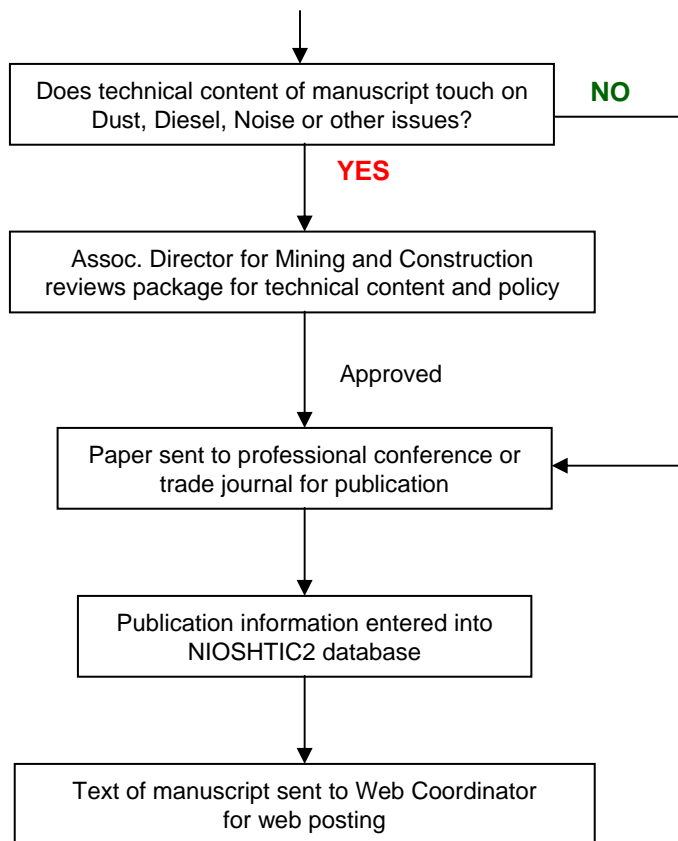 Does technical content of manuscript touch on
Dust, Diesel, Noise or other issues?
NO
YES
Assoc. Director for Mining and Construction
reviews package for technical content and policy
Approved
Paper sent to professional conference or
trade journal for publication
Publication information entered into
NIOSHTIC2 database
Text of manuscript sent to Web Coordinator
for web posting